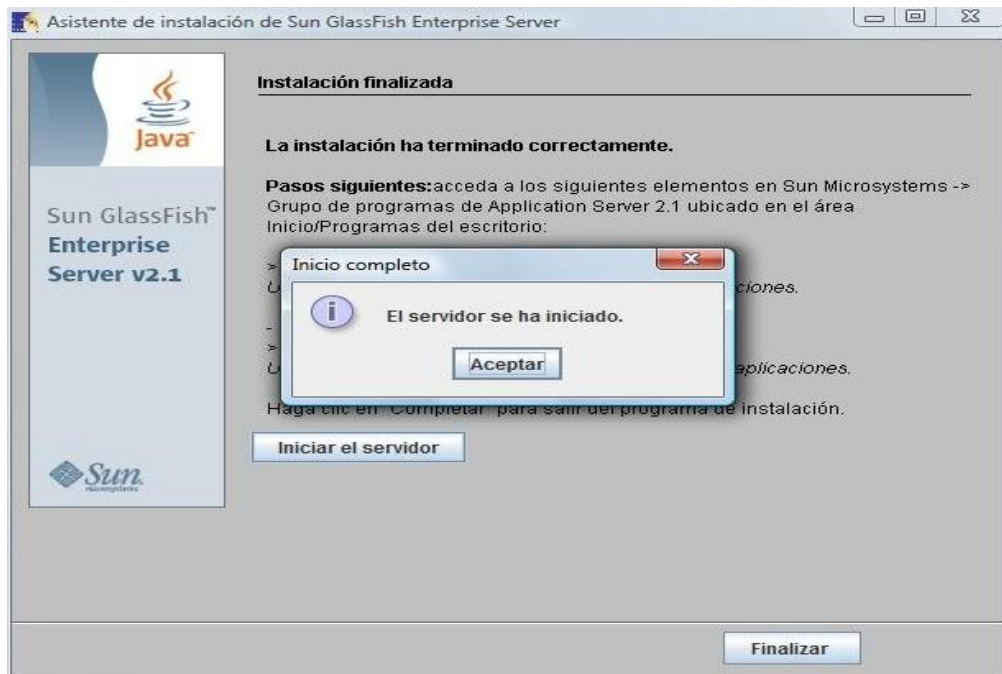 Asistente de instalación de Sun GlassFish Enterprise Server
Java™
Sun GlassFish™
Enterprise
Server v2.1
Sun
microsystems
Instalación finalizada
La instalación ha terminado correctamente.
Pasos siguientes:acceda a los siguientes elementos en Sun Microsystems ->
Grupo de programas de Application Server 2.1 ubicado en el área
Inicio/Programas del escritorio:
>
U
-
>
U
aplicaciones.
Haga clic en "Completar" para salir del programa de instalación.
Inicio completo
El servidor se ha iniciado.
Aceptar
Iniciar el servidor
Finalizar